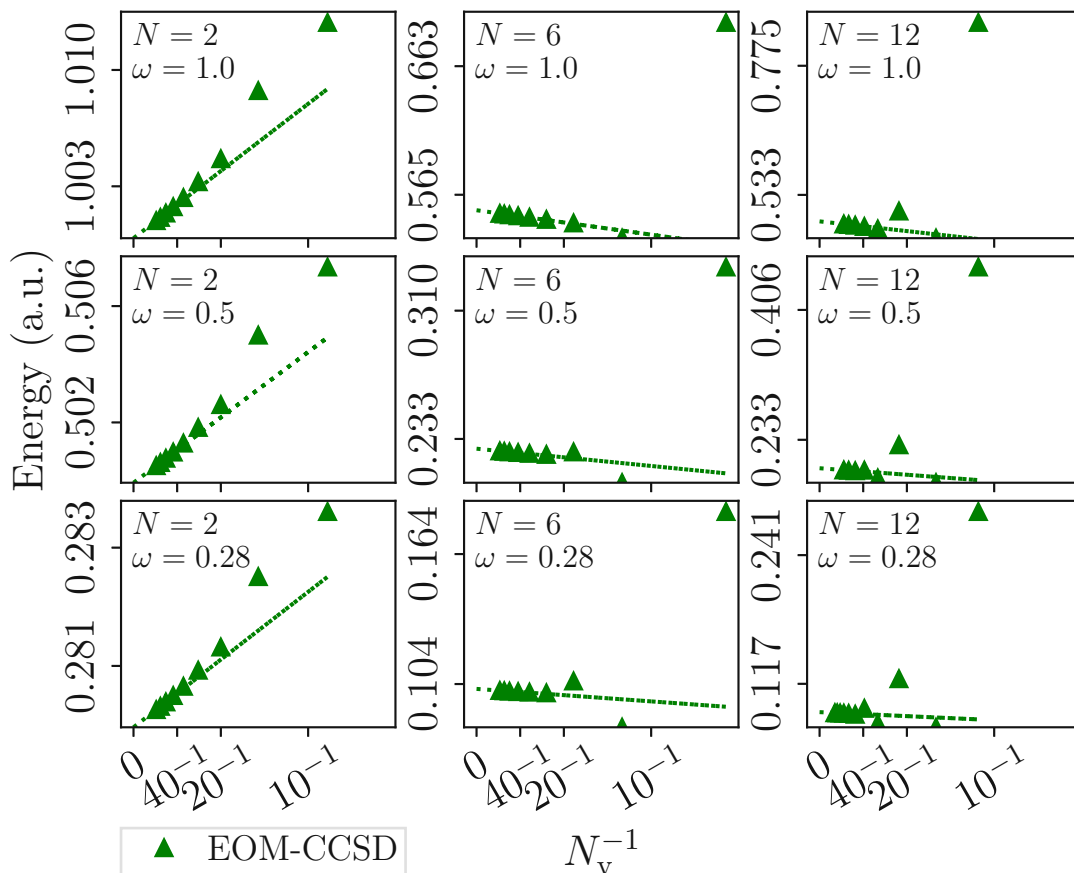 Energy (a.u.)
1.010
1.003
N = 2
ω = 1.0
0.663
0.565
N = 6
ω = 1.0
0.775
0.533
N = 12
ω = 1.0
0.506
0.502
N = 2
ω = 0.5
0.310
0.233
N = 6
ω = 0.5
0.406
0.233
N = 12
ω = 0.5
0.283
0.281
N = 2
ω = 0.28
0.164
0.104
N = 6
ω = 0.28
0.241
0.117
N = 12
ω = 0.28
0 40⁻¹ 20⁻¹ 10⁻¹
0 40⁻¹ 20⁻¹ 10⁻¹
0 40⁻¹ 20⁻¹ 10⁻¹
EOM-CCSD
Nᵥ⁻¹